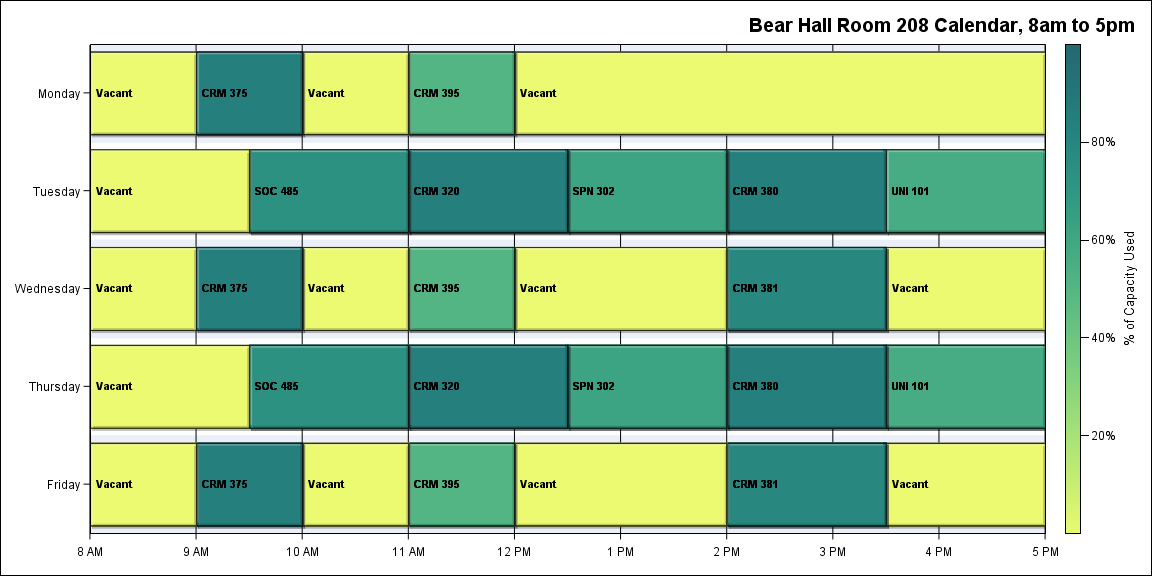 Bear Hall Room 208 Calendar, 8am to 5pm
Monday
Vacant
CRM 375
Vacant
CRM 395
Vacant
Tuesday
Vacant
SOC 485
CRM 320
SPN 302
CRM 380
UNI 101
Wednesday
Vacant
CRM 375
Vacant
CRM 395
Vacant
CRM 381
Vacant
Thursday
Vacant
SOC 485
CRM 320
SPN 302
CRM 380
UNI 101
Friday
Vacant
CRM 375
Vacant
CRM 395
Vacant
CRM 381
Vacant
8 AM
9 AM
10 AM
11 AM
12 PM
1 PM
2 PM
3 PM
4 PM
5 PM
80%
60%
40%
20%
% of Capacity Used